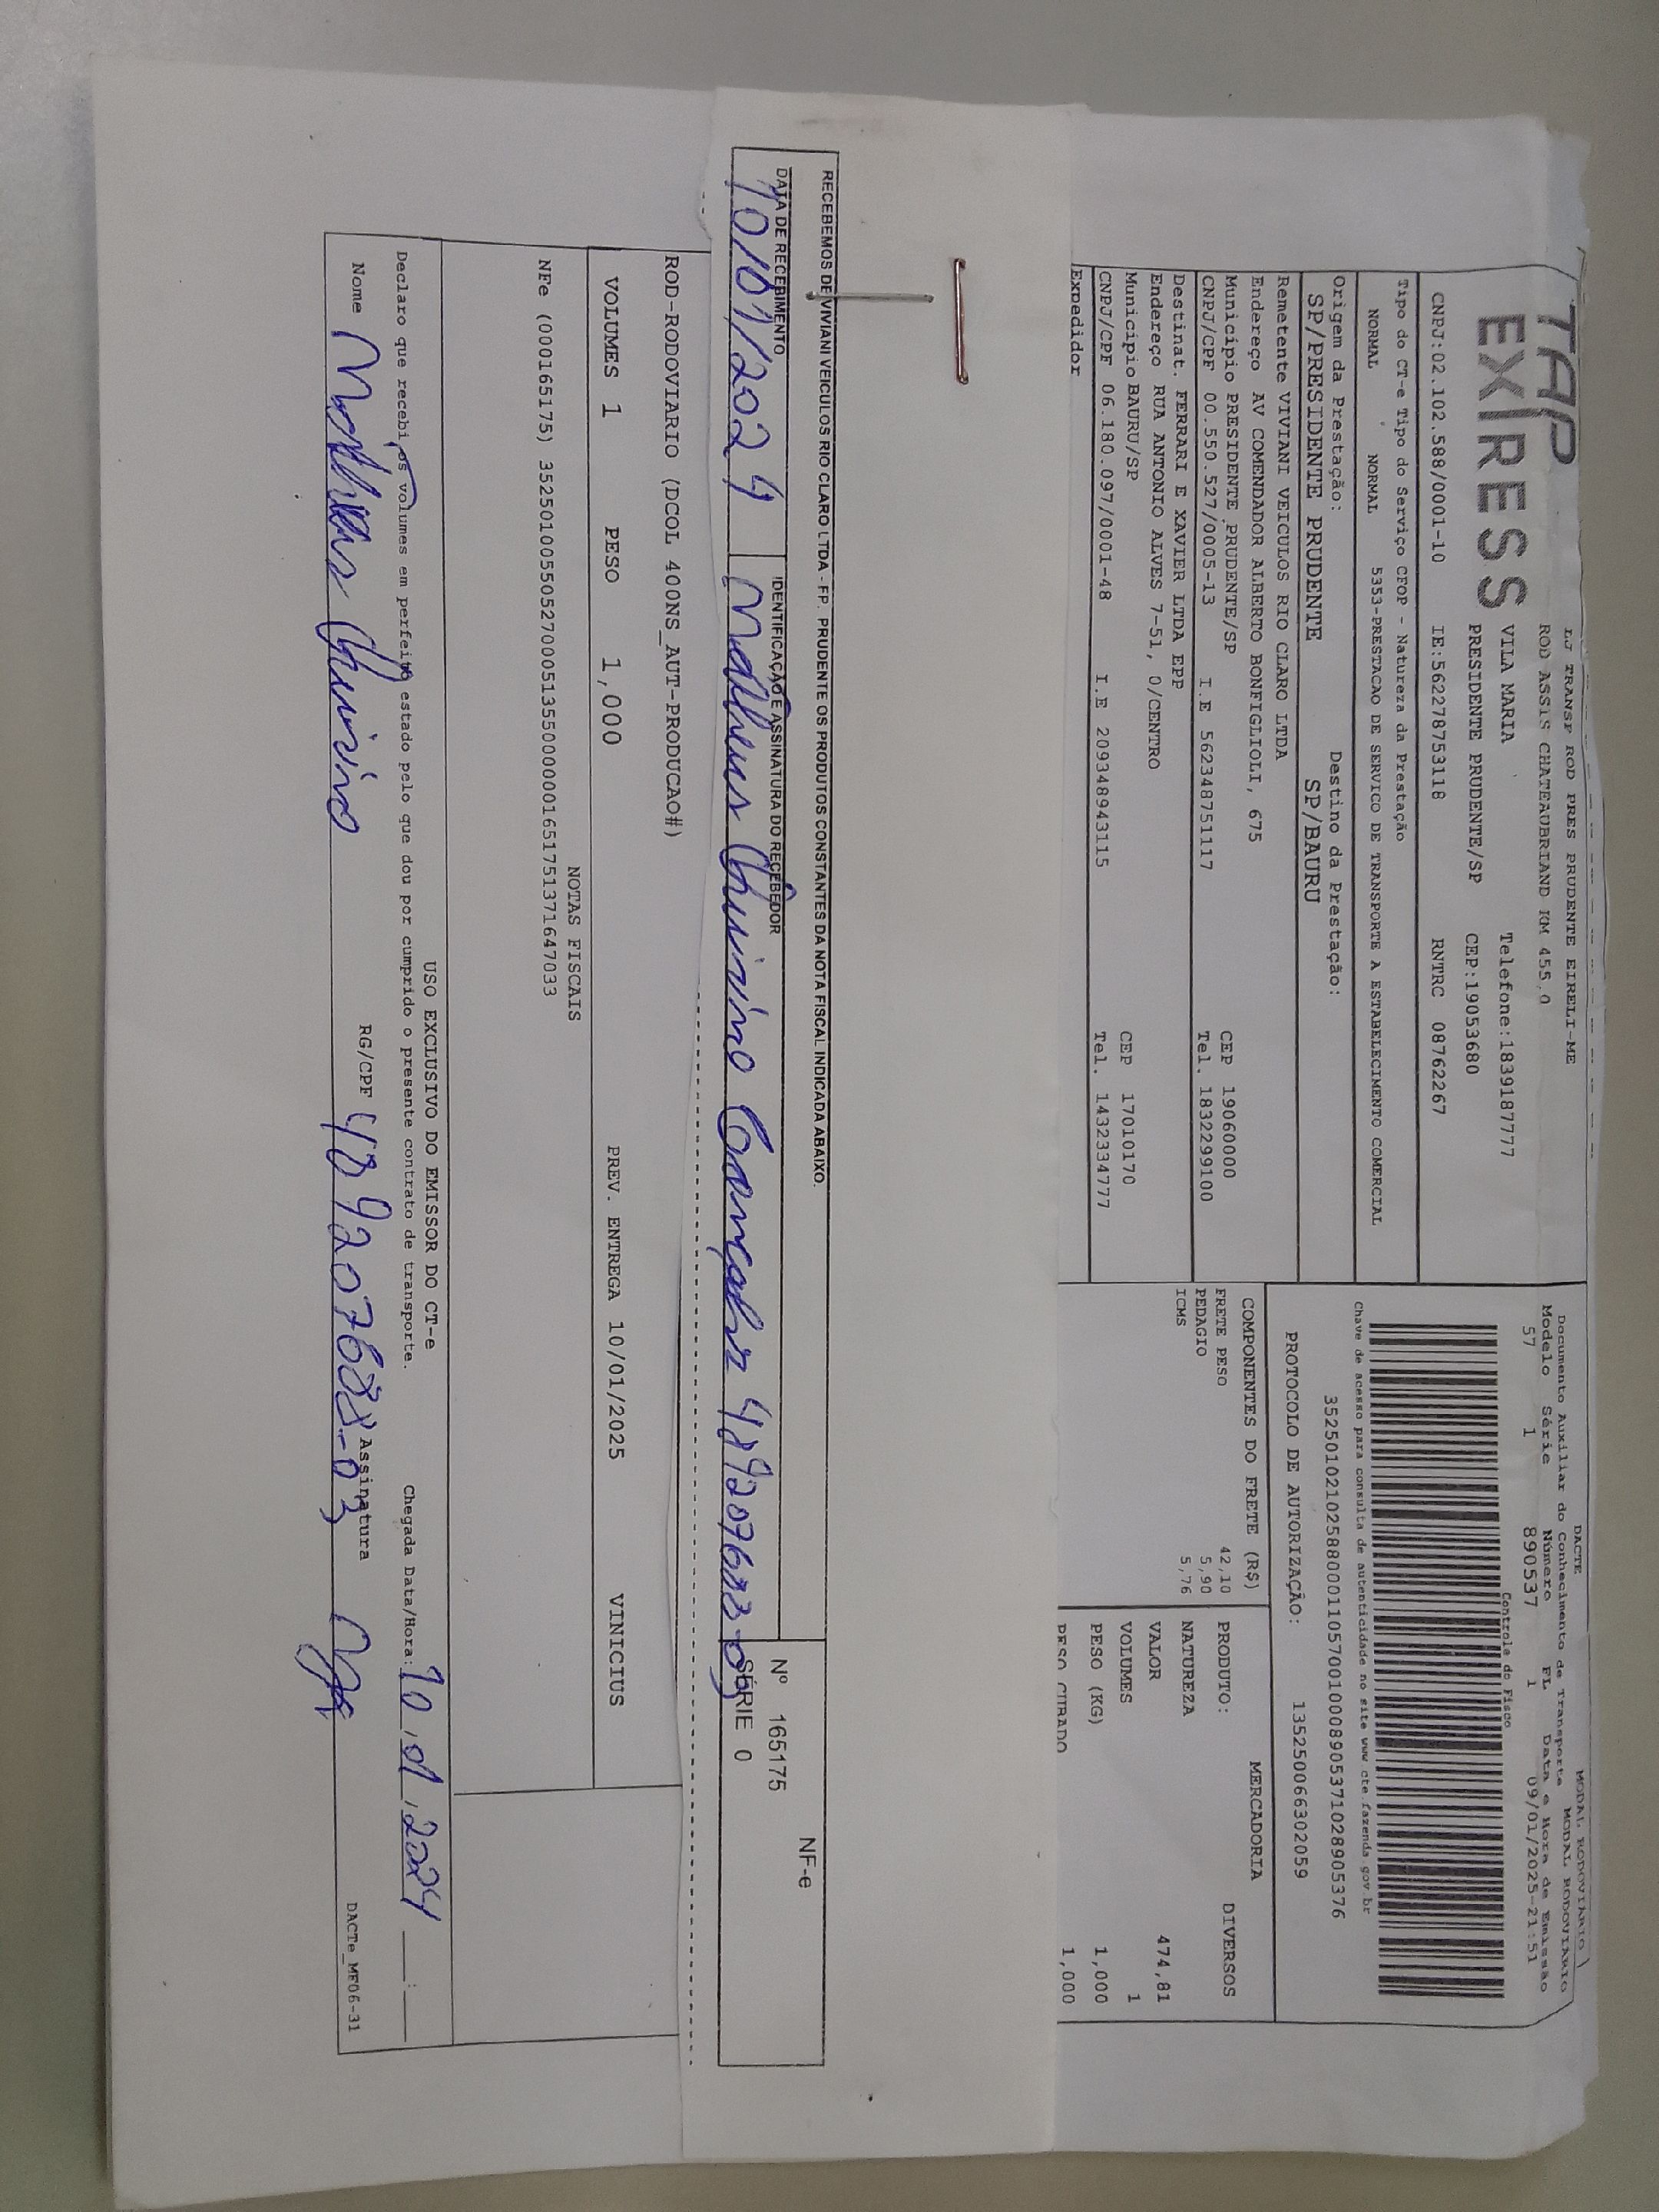 TAP
EXPRESS
LJ TRANSP ROD PRES PRUDENTE EIRELI-ME
ROD ASSIS CHATEAUBRIAND KM 455,0
VILA MARIA Telefone:1839187777
PRESIDENTE PRUDENTE/SP CEP:19053680
CNPJ:02.102.588/0001-10 IE:562278753118 RNTRC 08762267
Tipo do CT-e Tipo do Serviço CFOP - Natureza da Prestação
NORMAL NORMAL 5353-PRESTACAO DE SERVICO DE TRANSPORTE A ESTABELECIMENTO COMERCIAL
Origem da Prestação: Destino da Prestação:
SP/PRESIDENTE PRUDENTE SP/BAURU
Remetente VIVIANI VEICULOS RIO CLARO LTDA
Endereço AV COMENDADOR ALBERTO BONFIGLIOLI, 675
Município PRESIDENTE PRUDENTE/SP CEP 19060000
CNPJ/CPF 00.550.527/0005-13 I.E 562348751117 Tel. 1832299100
Destinat. FERRARI E XAVIER LTDA EPP
Endereço RUA ANTONIO ALVES 7-51, 0/CENTRO
Município BAURU/SP CEP 17010170
CNPJ/CPF 06.180.097/0001-48 I.E 209348943115 Tel. 1432334777
Expedidor
MODAL RODOVIÁRIO
DACTE MODAL RODOVIÁRIO
Documento Auxiliar do Conhecimento de Transporte
Modelo Série Número FL Data e Hora de Emissão
57 1 890537 1 09/01/2025-21:51
Controle do Fisco
Chave de acesso para consulta de autenticidade no site www cte fazenda gov.br
35250102102588000110570010008905371028905376
PROTOCOLO DE AUTORIZAÇÃO: 135250066302059
COMPONENTES DO FRETE (R$)
FRETE PESO 42,10
PEDAGIO 5,90
ICMS 5,76
MERCADORIA
PRODUTO: DIVERSOS
NATUREZA
VALOR 474,81
VOLUMES 1
PESO (KG) 1,000
PESO CUBADO 1,000
RECEBEMOS DE VIVIANI VEICULOS RIO CLARO LTDA - FP. PRUDENTE OS PRODUTOS CONSTANTES DA NOTA FISCAL INDICADA ABAIXO.
NF-e
DATA DE RECEBIMENTO IDENTIFICAÇÃO E ASSINATURA DO RECEBEDOR
Nº 165175
SÉRIE 0
10/01/2024 Matheus
ROD-RODOVIARIO (DCOL 400NS_AUT-PRODUCAO#)
VOLUMES 1 PESO 1,000 PREV. ENTREGA 10/01/2025 VINICIUS
NOTAS FISCAIS
NFe (000165175) 35250100550527000513550000001651751371647033
USO EXCLUSIVO DO EMISSOR DO CT-e
Declaro que recebi os volumes em perfeito estado pelo que dou por cumprido o presente contrato de transporte. Chegada Data/Hora: 10/01/2024 __:__
Nome Matheus RG/CPF Assinatura
DACTe_MF06-31